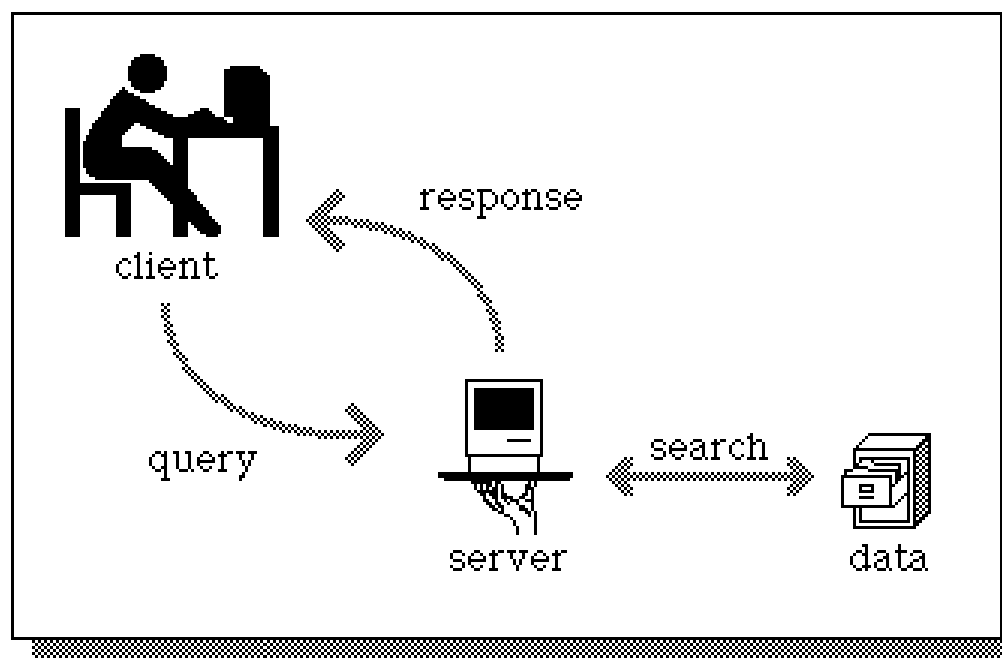 response
client
query
search
server
data